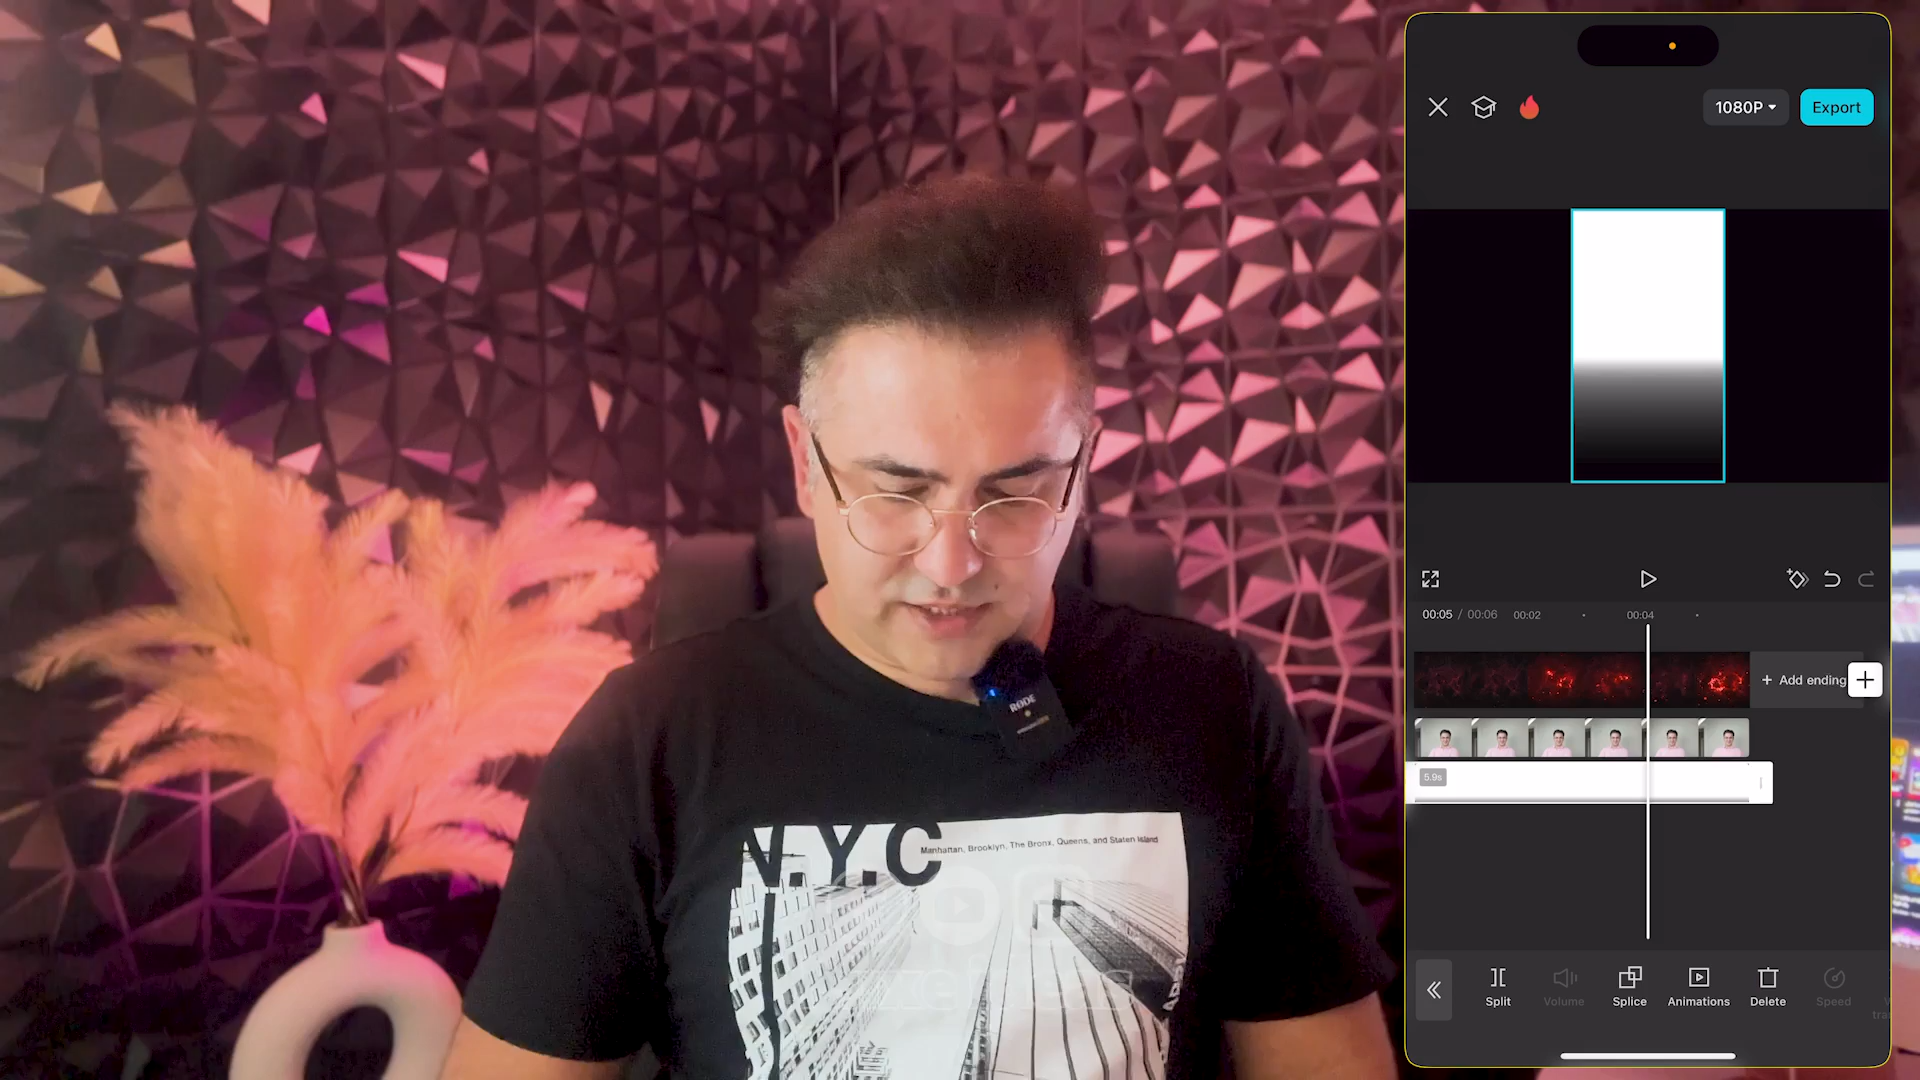 1080P
Export
00:05 / 00:06 00:02 00:04
+ Add ending
5.9s
Split
Volume
Splice
Animations
Delete
Speed
RØDE
N.Y.C
Manhattan, Brooklyn, The Bronx, Queens, and Staten Island